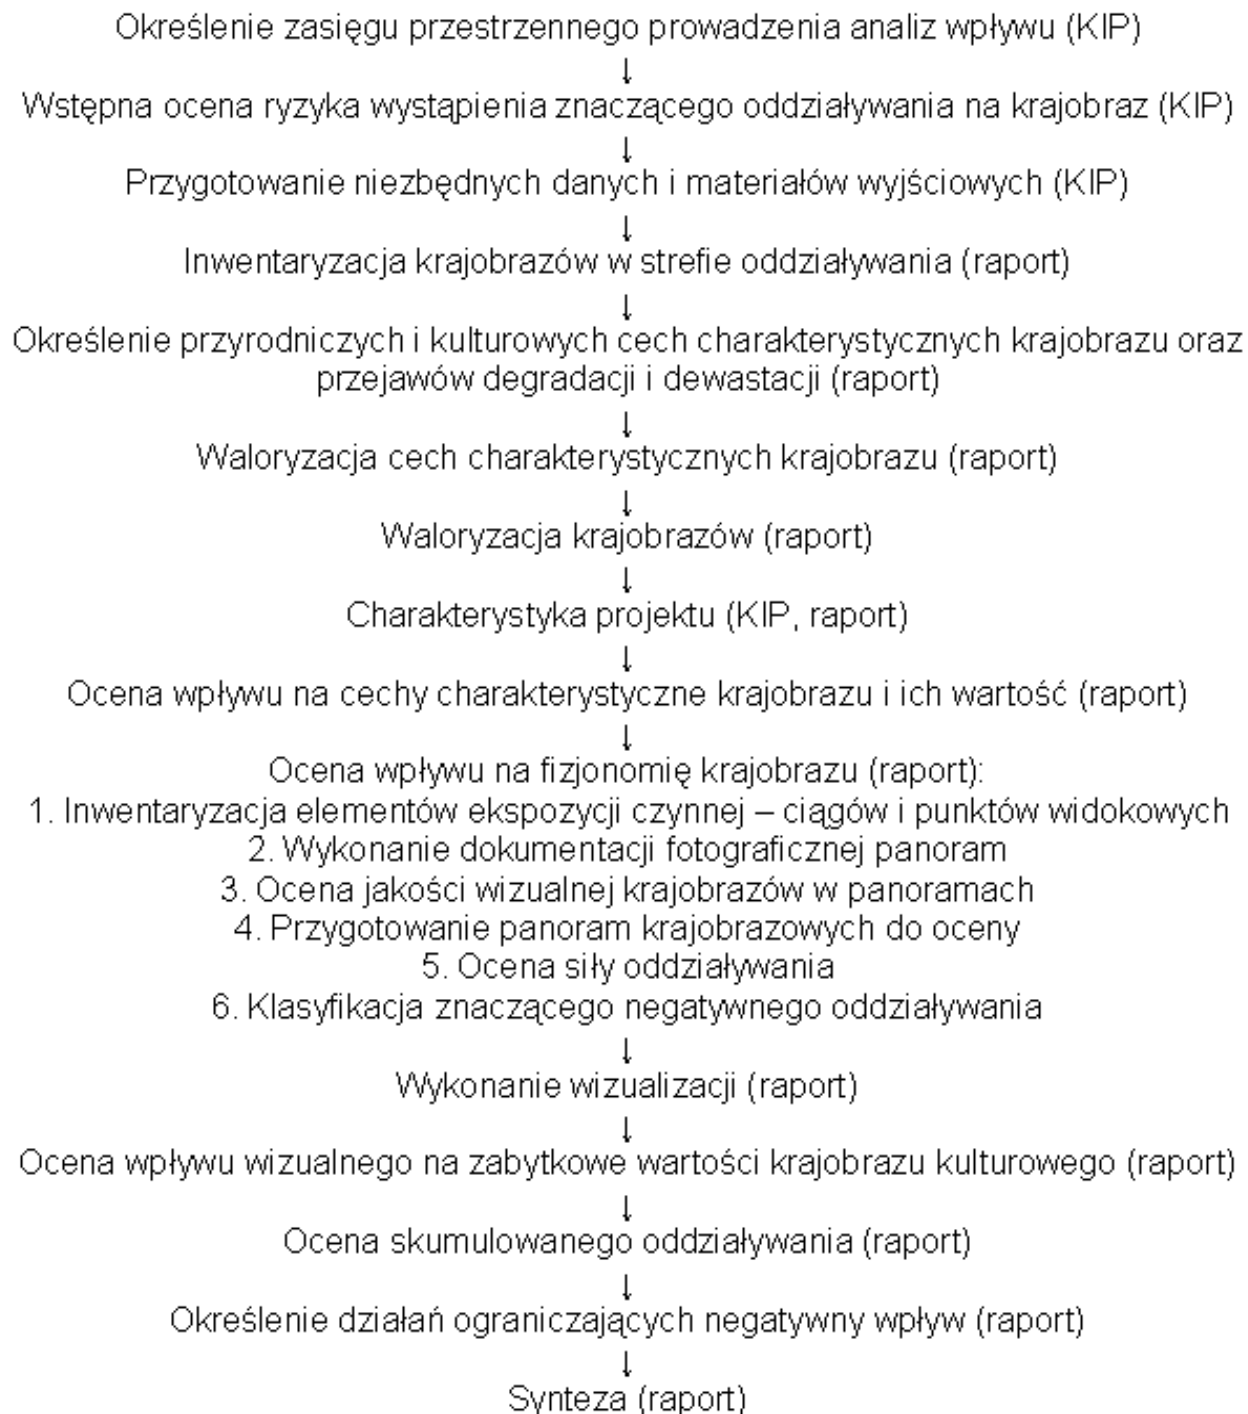 Określenie zasięgu przestrzennego prowadzenia analiz wpływu (KIP)
↓
Wstępna ocena ryzyka wystąpienia znaczącego oddziaływania na krajobraz (KIP)
↓
Przygotowanie niezbędnych danych i materiałów wyjściowych (KIP)
↓
Inwentaryzacja krajobrazów w strefie oddziaływania (raport)
↓
Określenie przyrodniczych i kulturowych cech charakterystycznych krajobrazu oraz
przejawów degradacji i dewastacji (raport)
↓
Waloryzacja cech charakterystycznych krajobrazu (raport)
↓
Waloryzacja krajobrazów (raport)
↓
Charakterystyka projektu (KIP, raport)
↓
Ocena wpływu na cechy charakterystyczne krajobrazu i ich wartość (raport)
↓
Ocena wpływu na fizjonomię krajobrazu (raport):
1. Inwentaryzacja elementów ekspozycji czynnej – ciągów i punktów widokowych
2. Wykonanie dokumentacji fotograficznej panoram
3. Ocena jakości wizualnej krajobrazów w panoramach
4. Przygotowanie panoram krajobrazowych do oceny
5. Ocena siły oddziaływania
6. Klasyfikacja znaczącego negatywnego oddziaływania
↓
Wykonanie wizualizacji (raport)
↓
Ocena wpływu wizualnego na zabytkowe wartości krajobrazu kulturowego (raport)
↓
Ocena skumulowanego oddziaływania (raport)
↓
Określenie działań ograniczających negatywny wpływ (raport)
↓
Synteza (raport)